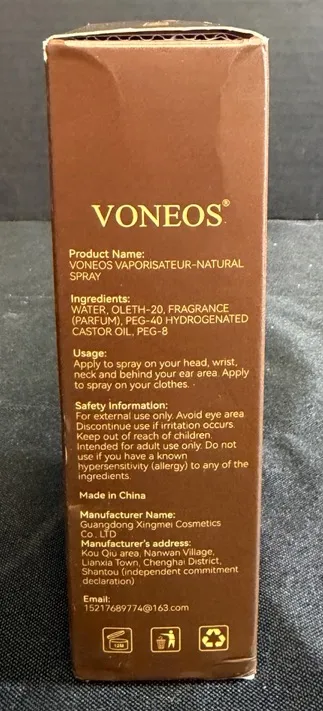 VONEOS®
Product Name:
VONEOS VAPORISATEUR-NATURAL
SPRAY
Ingredients:
WATER, OLETH-20, FRAGRANCE
(PARFUM), PEG-40 HYDROGENATED
CASTOR OIL, PEG-8
Usage:
Apply to spray on your head, wrist,
neck and behind your ear area. Apply
to spray on your clothes.
Safety Information:
For external use only. Avoid eye area
Discontinue use if irritation occurs.
Keep out of reach of children.
Intended for adult use only. Do not
use if you have a known
hypersensitivity (allergy) to any of the
ingredients.
Made in China
Manufacturer Name:
Guangdong Xingmei Cosmetics
Co., LTD
Manufacturer's address:
Kou Qiu area, Nanwan Village,
Lianxia Town, Chenghai District,
Shantou (independent commitment
declaration)
Email:
15217689774@163.com
12M